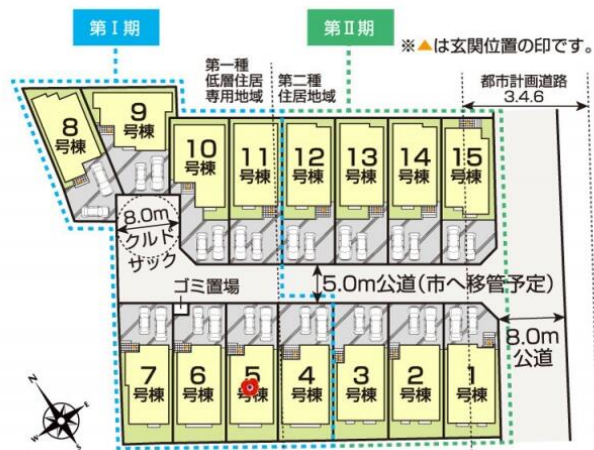 第Ⅰ期
第Ⅱ期
※▲は玄関位置の印です。
第一種
低層住居
専用地域
第二種
住居地域
都市計画道路
3.4.6
8
号棟
9
号棟
10
号棟
11
号棟
12
号棟
13
号棟
14
号棟
15
号棟
8.0m
クルド
サック
ゴミ置場
5.0m公道(市へ移管予定)
8.0m
公道
7
号棟
6
号棟
5
号棟
4
号棟
3
号棟
2
号棟
1
号棟
N
E
W
S